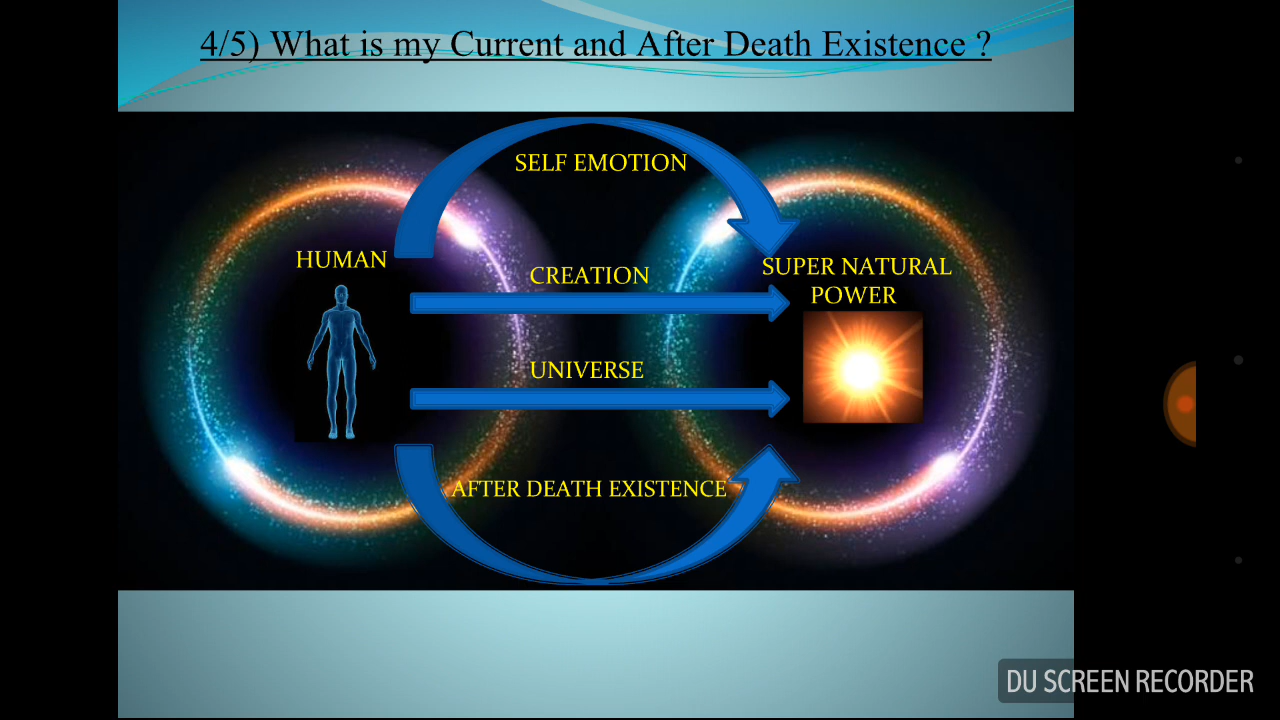 4/5) What is my Current and After Death Existence ?
SELF EMOTION
HUMAN
CREATION
SUPER NATURAL
POWER
UNIVERSE
AFTER DEATH EXISTENCE
DU SCREEN RECORDER